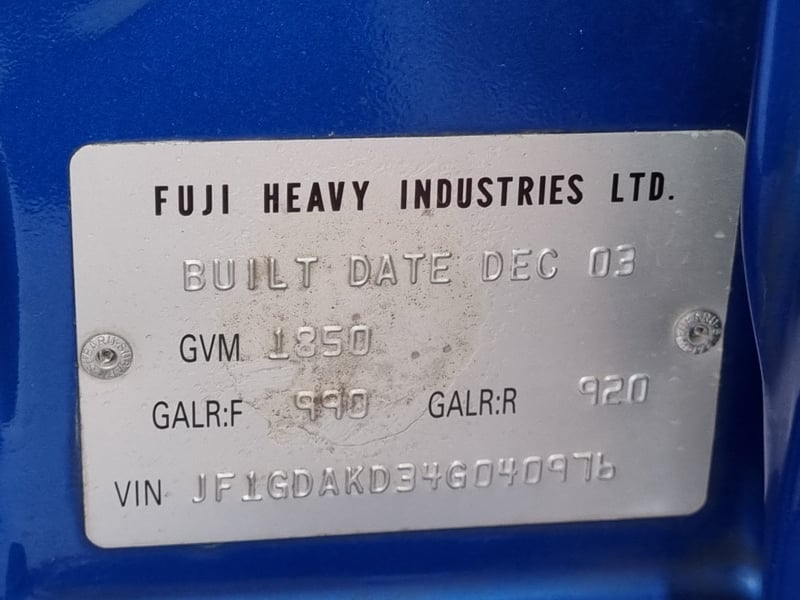 FUJI HEAVY INDUSTRIES LTD.
BUILT DATE DEC 03
GVM 1850
GALR:F 990 GALR:R 920
VIN JF1GDAKD34G040976